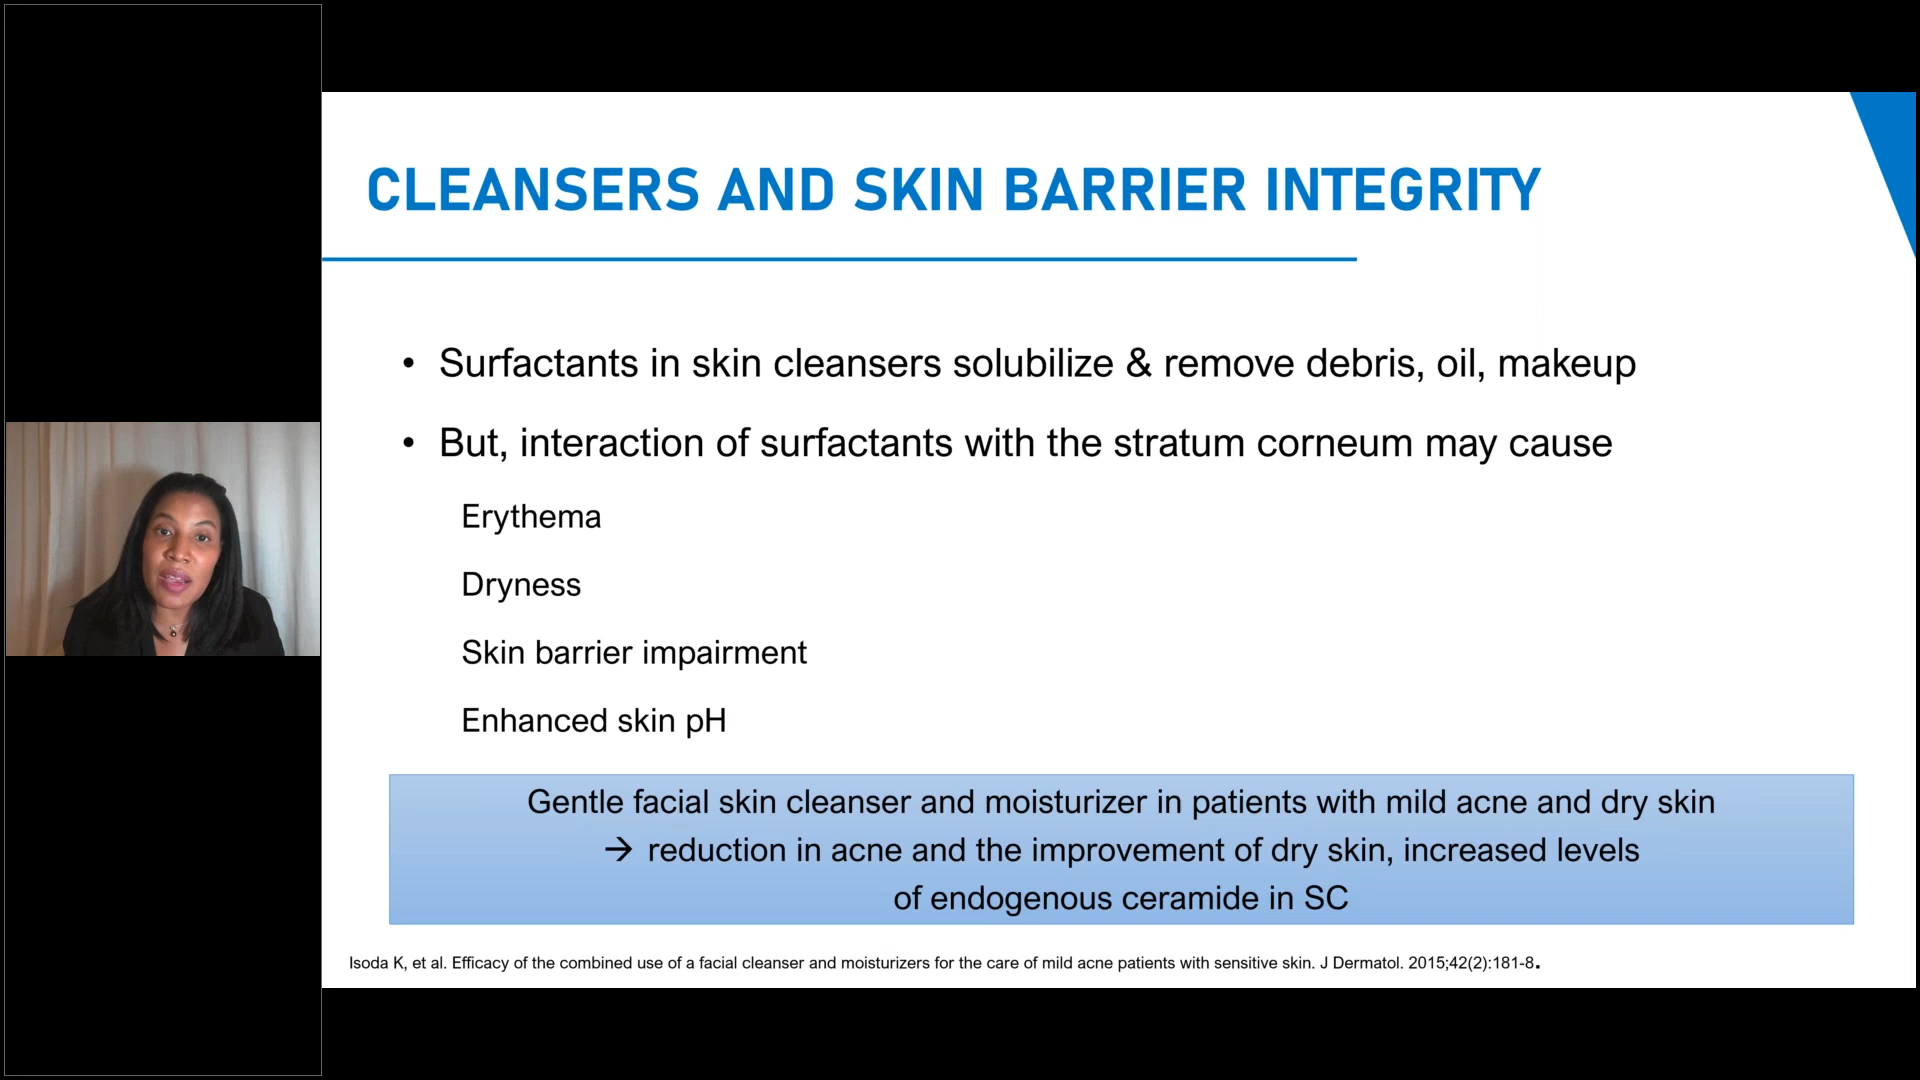 CLEANSERS AND SKIN BARRIER INTEGRITY
• Surfactants in skin cleansers solubilize & remove debris, oil, makeup
• But, interaction of surfactants with the stratum corneum may cause
Erythema
Dryness
Skin barrier impairment
Enhanced skin pH
Gentle facial skin cleanser and moisturizer in patients with mild acne and dry skin
→ reduction in acne and the improvement of dry skin, increased levels
of endogenous ceramide in SC
Isoda K, et al. Efficacy of the combined use of a facial cleanser and moisturizers for the care of mild acne patients with sensitive skin. J Dermatol. 2015;42(2):181-8.